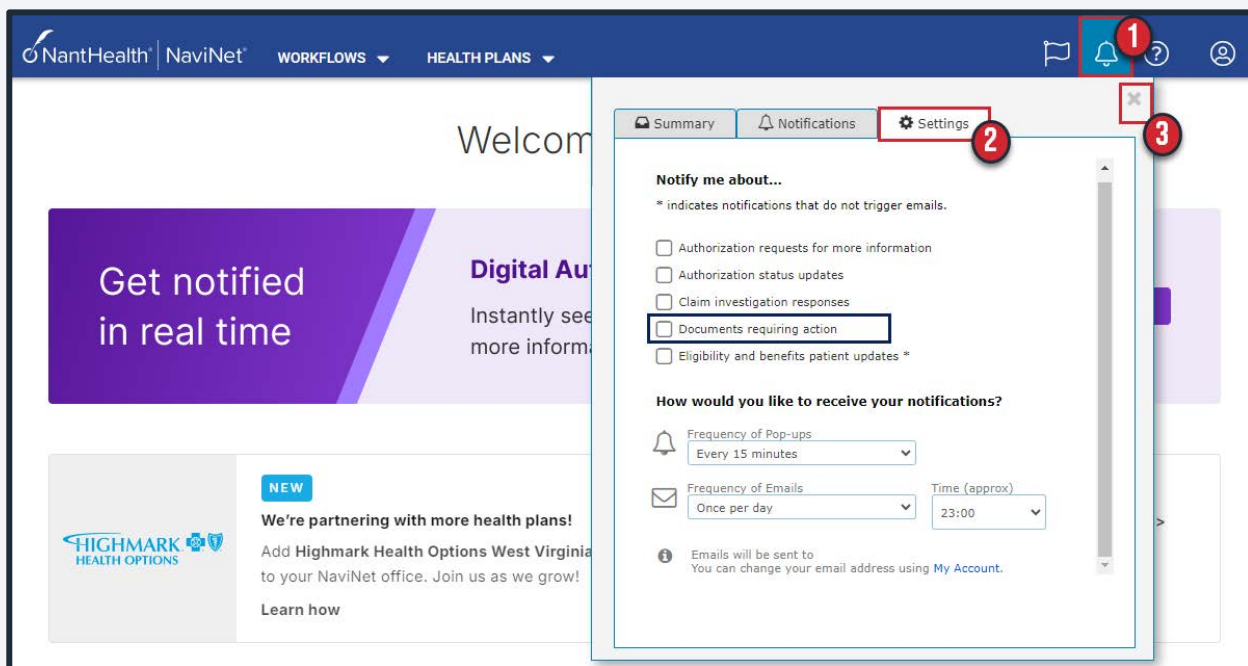 NantHealth® | NaviNet®
WORKFLOWS
HEALTH PLANS
1
?
3
Summary
Notifications
Settings
2
Welcom
Notify me about...
* indicates notifications that do not trigger emails.
Authorization requests for more information
Authorization status updates
Claim investigation responses
Documents requiring action
Eligibility and benefits patient updates *
How would you like to receive your notifications?
Frequency of Pop-ups
Every 15 minutes
Frequency of Emails
Time (approx)
Once per day
23:00
Emails will be sent to
You can change your email address using My Account.
Get notified
in real time
Digital Au
Instantly see
more informa
HIGHMARK
HEALTH OPTIONS
NEW
We're partnering with more health plans!
Add Highmark Health Options West Virginia
to your NaviNet office. Join us as we grow!
Learn how
>